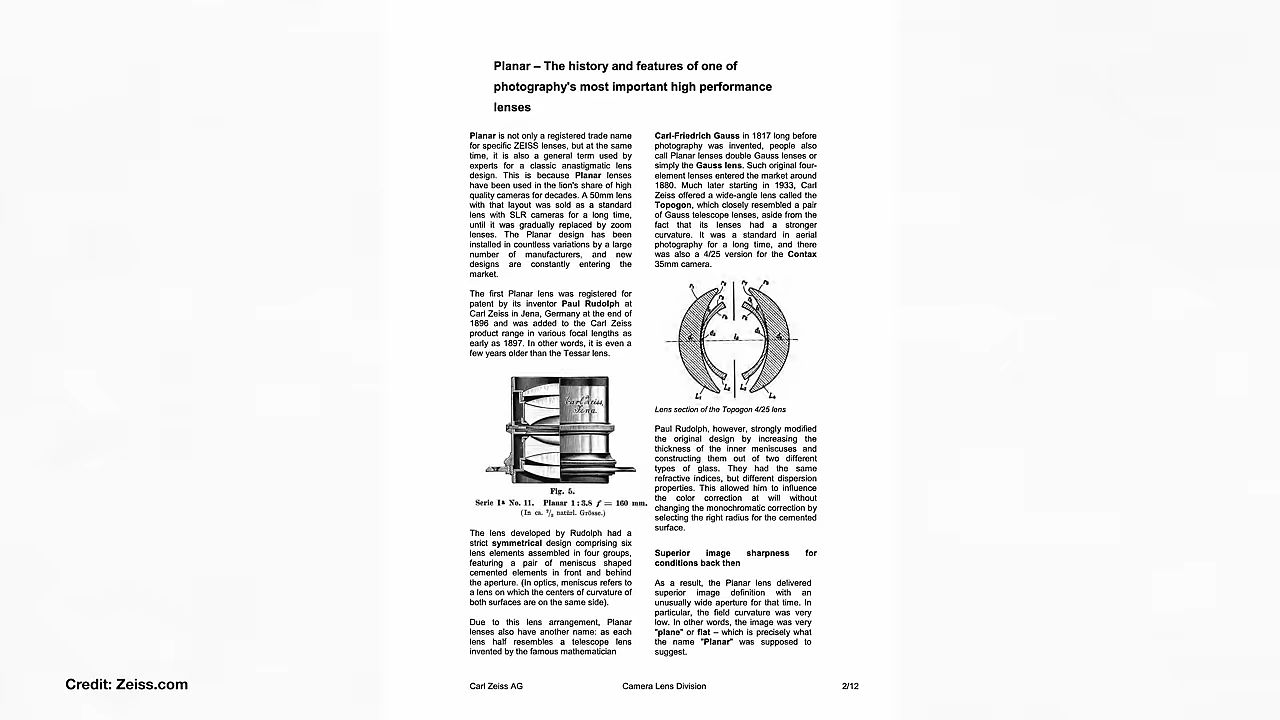 Planar – The history and features of one of
photography's most important high performance
lenses
Planar is not only a registered trade name
for specific ZEISS lenses, but at the same
time, it is also a general term used by
experts for a classic anastigmatic lens
design. This is because Planar lenses
have been used in the lion's share of high
quality cameras for decades. A 50mm lens
with that layout was sold as a standard
lens with SLR cameras for a long time,
until it was gradually replaced by zoom
lenses. The Planar design has been
installed in countless variations by a large
number of manufacturers, and new
designs are constantly entering the
market.
The first Planar lens was registered for
patent by its inventor Paul Rudolph at
Carl Zeiss in Jena, Germany at the end of
1896 and was added to the Carl Zeiss
product range in various focal lengths as
early as 1897. In other words, it is even a
few years older than the Tessar lens.
Carl Zeiss,
Jena.
Fig. 5.
Serie Iª No. 11. Planar 1:3.8 f = 160 mm.
(In ca. natürl. Grösse.)
The lens developed by Rudolph had a
strict symmetrical design comprising six
lens elements assembled in four groups,
featuring a pair of meniscus shaped
cemented elements in front and behind
the aperture. (In optics, meniscus refers to
a lens on which the centers of curvature of
both surfaces are on the same side).
Due to this lens arrangement, Planar
lenses also have another name: as each
lens half resembles a telescope lens
invented by the famous mathematician
Carl-Friedrich Gauss in 1817 long before
photography was invented, people also
call Planar lenses double Gauss lenses or
simply the Gauss lens. Such original four-
element lenses entered the market around
1880. Much later starting in 1933, Carl
Zeiss offered a wide-angle lens called the
Topogon, which closely resembled a pair
of Gauss telescope lenses, aside from the
fact that its lenses had a stronger
curvature. It was a standard in aerial
photography for a long time, and there
was also a 4/25 version for the Contax
35mm camera.
L₁ L₂ L₃ L₄
Lens section of the Topogon 4/25 lens
Paul Rudolph, however, strongly modified
the original design by increasing the
thickness of the inner meniscuses and
constructing them out of two different
types of glass. They had the same
refractive indices, but different dispersion
properties. This allowed him to influence
the color correction at will without
changing the monochromatic correction by
selecting the right radius for the cemented
surface.
Superior image sharpness for
conditions back then
As a result, the Planar lens delivered
superior image definition with an
unusually wide aperture for that time. In
particular, the field curvature was very
low. In other words, the image was very
"plane" or flat – which is precisely what
the name "Planar" was supposed to
suggest.
Credit: Zeiss.com
Carl Zeiss AG Camera Lens Division 2/12